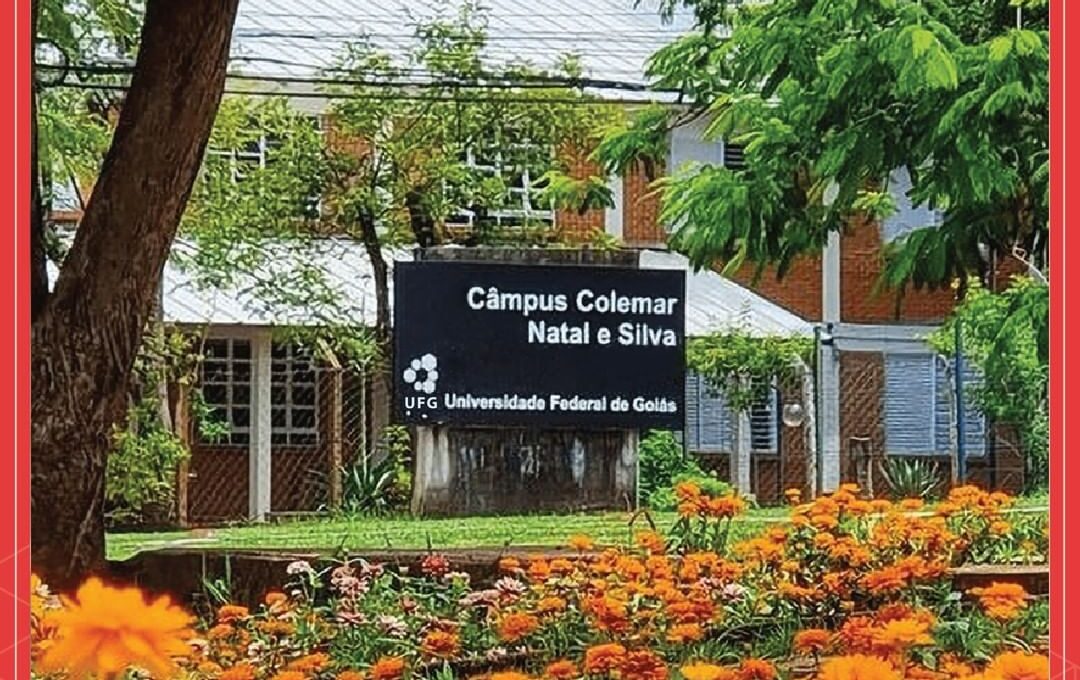 Câmpus Colemar
Natal e Silva
UFG
Universidade Federal de Goiás